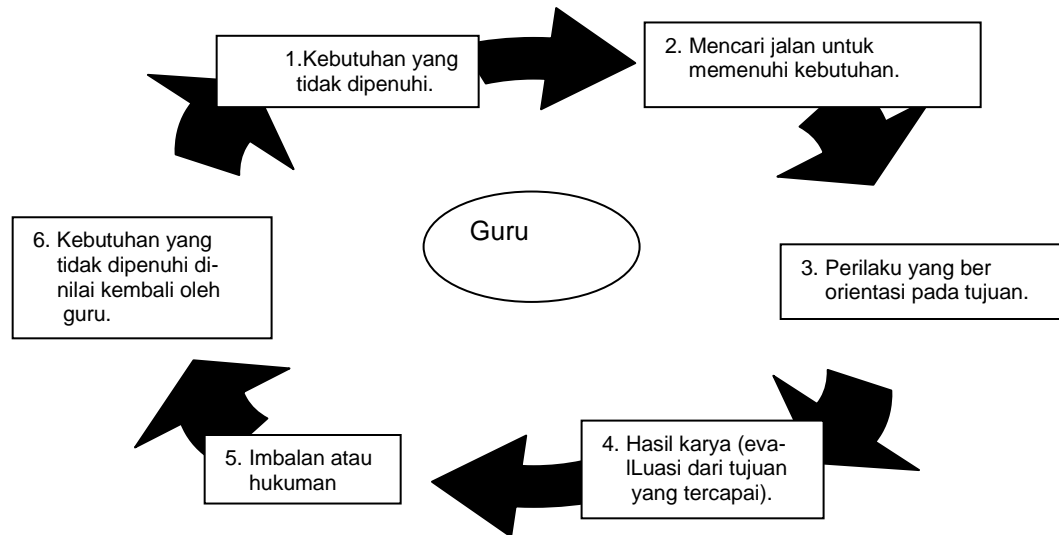 1.Kebutuhan yang
tidak dipenuhi.
2. Mencari jalan untuk
memenuhi kebutuhan.
Guru
3. Perilaku yang ber
orientasi pada tujuan.
4. Hasil karya (eva-
lLuasi dari tujuan
yang tercapai).
5. Imbalan atau
hukuman
6. Kebutuhan yang
tidak dipenuhi di-
nilai kembali oleh
guru.